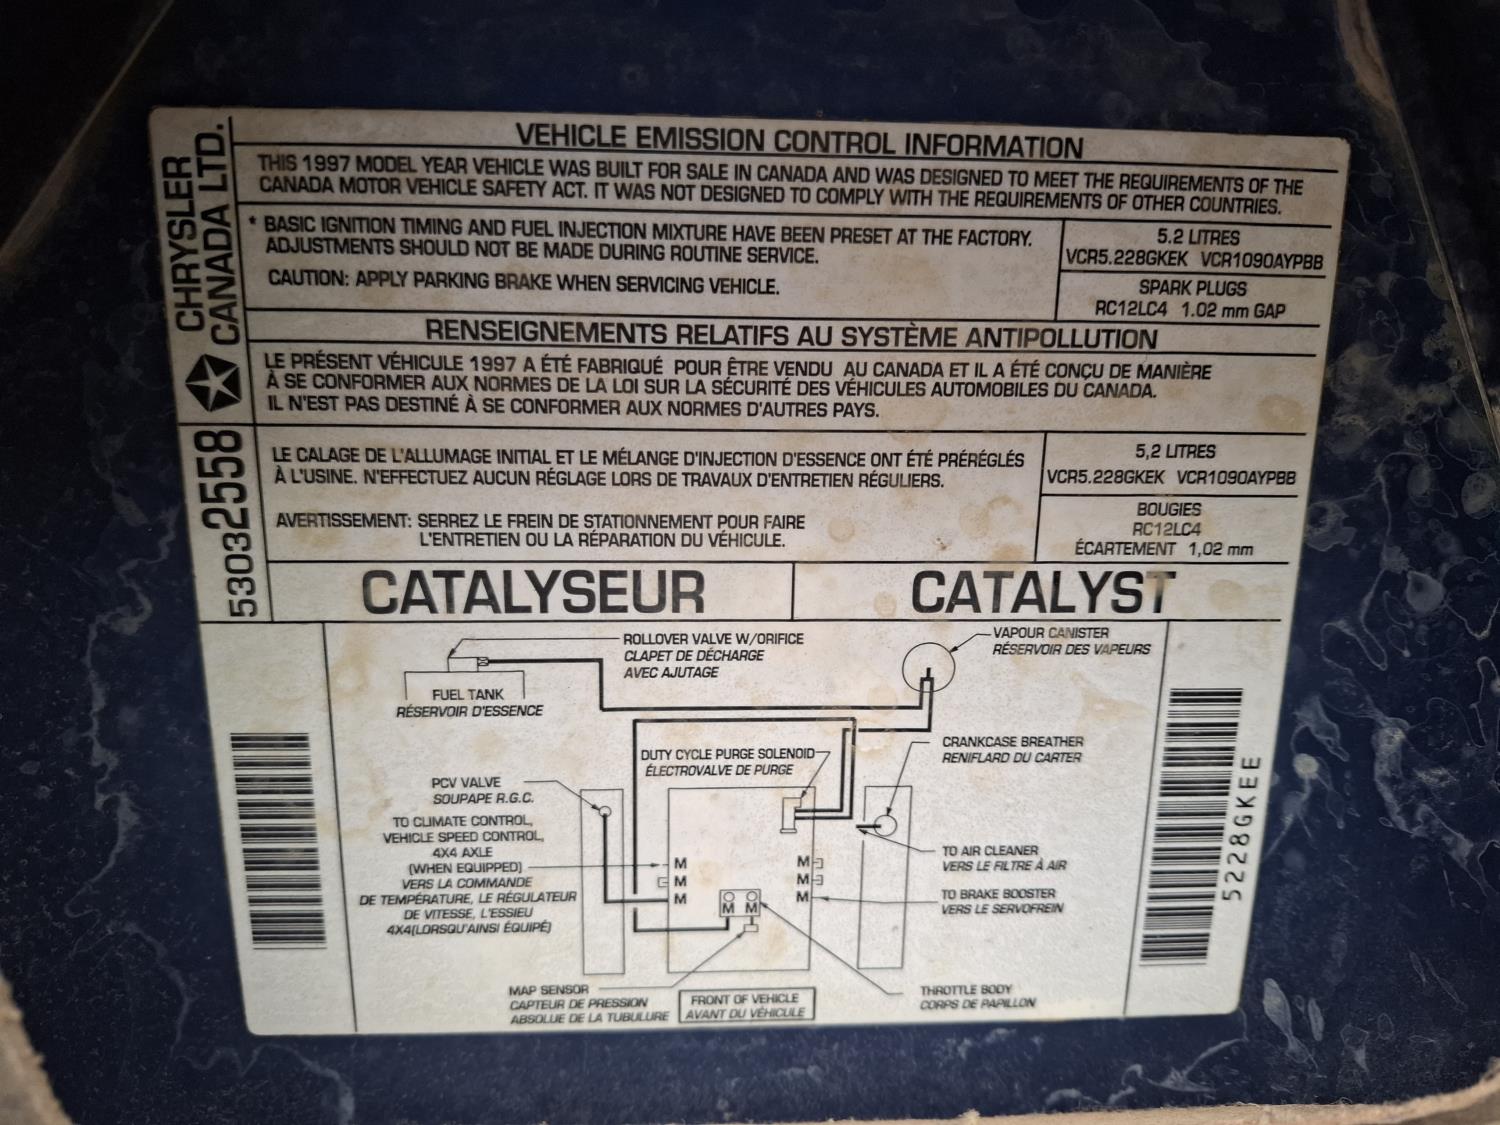 CHRYSLER
CANADA LTD.
53032558
VEHICLE EMISSION CONTROL INFORMATION
THIS 1997 MODEL YEAR VEHICLE WAS BUILT FOR SALE IN CANADA AND WAS DESIGNED TO MEET THE REQUIREMENTS OF THE
CANADA MOTOR VEHICLE SAFETY ACT. IT WAS NOT DESIGNED TO COMPLY WITH THE REQUIREMENTS OF OTHER COUNTRIES.
* BASIC IGNITION TIMING AND FUEL INJECTION MIXTURE HAVE BEEN PRESET AT THE FACTORY.
ADJUSTMENTS SHOULD NOT BE MADE DURING ROUTINE SERVICE.
CAUTION: APPLY PARKING BRAKE WHEN SERVICING VEHICLE.
5.2 LITRES
VCR5.228GKEK VCR1090AYPBB
SPARK PLUGS
RC12LC4 1.02 mm GAP
RENSEIGNEMENTS RELATIFS AU SYSTÈME ANTIPOLLUTION
LE PRÉSENT VÉHICULE 1997 A ÉTÉ FABRIQUÉ POUR ÊTRE VENDU AU CANADA ET IL A ÉTÉ CONÇU DE MANIÈRE
À SE CONFORMER AUX NORMES DE LA LOI SUR LA SÉCURITÉ DES VÉHICULES AUTOMOBILES DU CANADA.
IL N'EST PAS DESTINÉ À SE CONFORMER AUX NORMES D'AUTRES PAYS.
LE CALAGE DE L'ALLUMAGE INITIAL ET LE MÉLANGE D'INJECTION D'ESSENCE ONT ÉTÉ PRÉRÉGLÉS
À L'USINE. N'EFFECTUEZ AUCUN RÉGLAGE LORS DE TRAVAUX D'ENTRETIEN RÉGULIERS.
AVERTISSEMENT: SERREZ LE FREIN DE STATIONNEMENT POUR FAIRE
L'ENTRETIEN OU LA RÉPARATION DU VÉHICULE.
5,2 LITRES
VCR5.228GKEK VCR1090AYPBB
BOUGIES
RC12LC4
ÉCARTEMENT 1,02 mm
CATALYSEUR
CATALYST
ROLLOVER VALVE W/ORIFICE
CLAPET DE DÉCHARGE
AVEC AJUTAGE
VAPOUR CANISTER
RÉSERVOIR DES VAPEURS
FUEL TANK
RÉSERVOIR D'ESSENCE
DUTY CYCLE PURGE SOLENOID
ÉLECTROVALVE DE PURGE
CRANKCASE BREATHER
RENIFLARD DU CARTER
PCV VALVE
SOUPAPE R.G.C.
TO CLIMATE CONTROL,
VEHICLE SPEED CONTROL,
4X4 AXLE
(WHEN EQUIPPED)
VERS LA COMMANDE
DE TEMPÉRATURE, LE RÉGULATEUR
DE VITESSE, L'ESSIEU
4X4(LORSQU'AINSI ÉQUIPÉ)
M
M
M
M
M
M
M M
TO AIR CLEANER
VERS LE FILTRE À AIR
TO BRAKE BOOSTER
VERS LE SERVOFREIN
MAP SENSOR
CAPTEUR DE PRESSION
ABSOLUE DE LA TUBULURE
FRONT OF VEHICLE
AVANT DU VÉHICULE
THROTTLE BODY
CORPS DE PAPILLON
5228GKEE